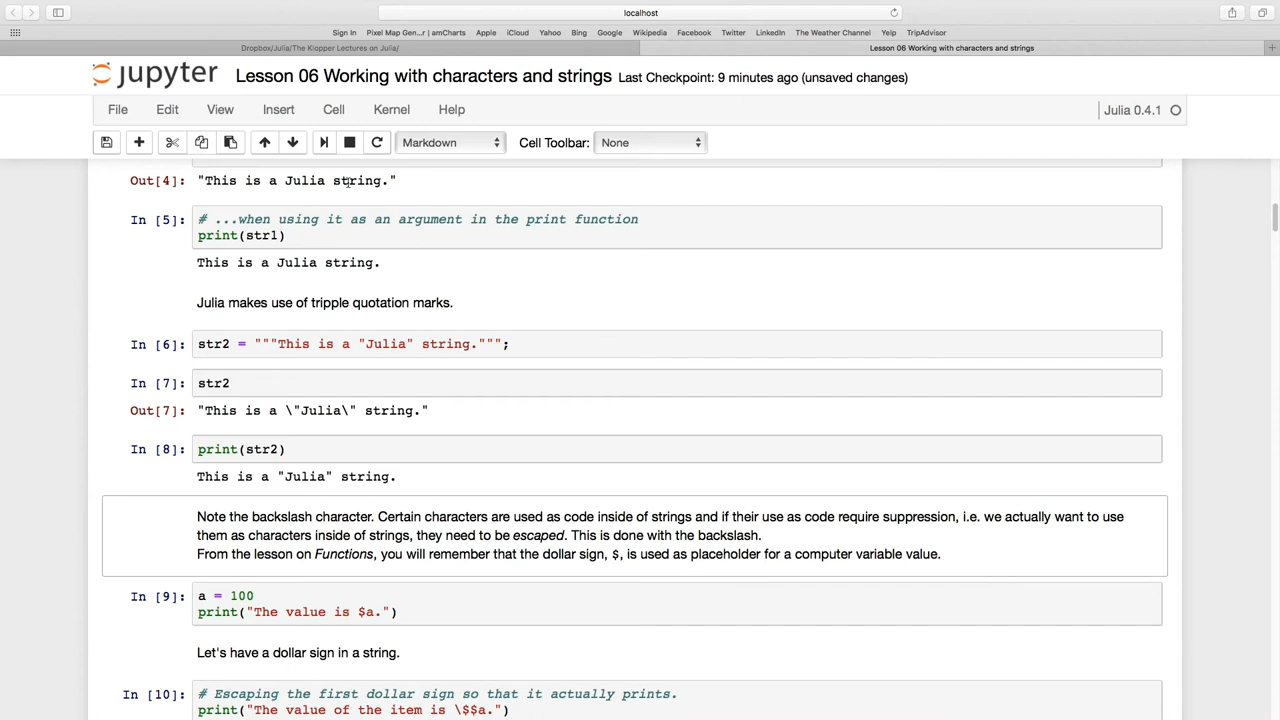 localhost
Sign In Pixel Map Gen...r | amCharts Apple iCloud Yahoo Bing Google Wikipedia Facebook Twitter LinkedIn The Weather Channel Yelp TripAdvisor
Dropbox/Julia/The Klopper Lectures on Julia/ Lesson 06 Working with characters and strings
jupyter Lesson 06 Working with characters and strings Last Checkpoint: 9 minutes ago (unsaved changes)
File Edit View Insert Cell Kernel Help Julia 0.4.1
Markdown Cell Toolbar: None
Out[4]: "This is a Julia string."
In [5]: # ...when using it as an argument in the print function
print(str1)
This is a Julia string.
Julia makes use of tripple quotation marks.
In [6]: str2 = """This is a "Julia" string.""";
In [7]: str2
Out[7]: "This is a \"Julia\" string."
In [8]: print(str2)
This is a "Julia" string.
Note the backslash character. Certain characters are used as code inside of strings and if their use as code require suppression, i.e. we actually want to use
them as characters inside of strings, they need to be escaped. This is done with the backslash.
From the lesson on Functions, you will remember that the dollar sign, $, is used as placeholder for a computer variable value.
In [9]: a = 100
print("The value is $a.")
Let's have a dollar sign in a string.
In [10]: # Escaping the first dollar sign so that it actually prints.
print("The value of the item is \$$a.")